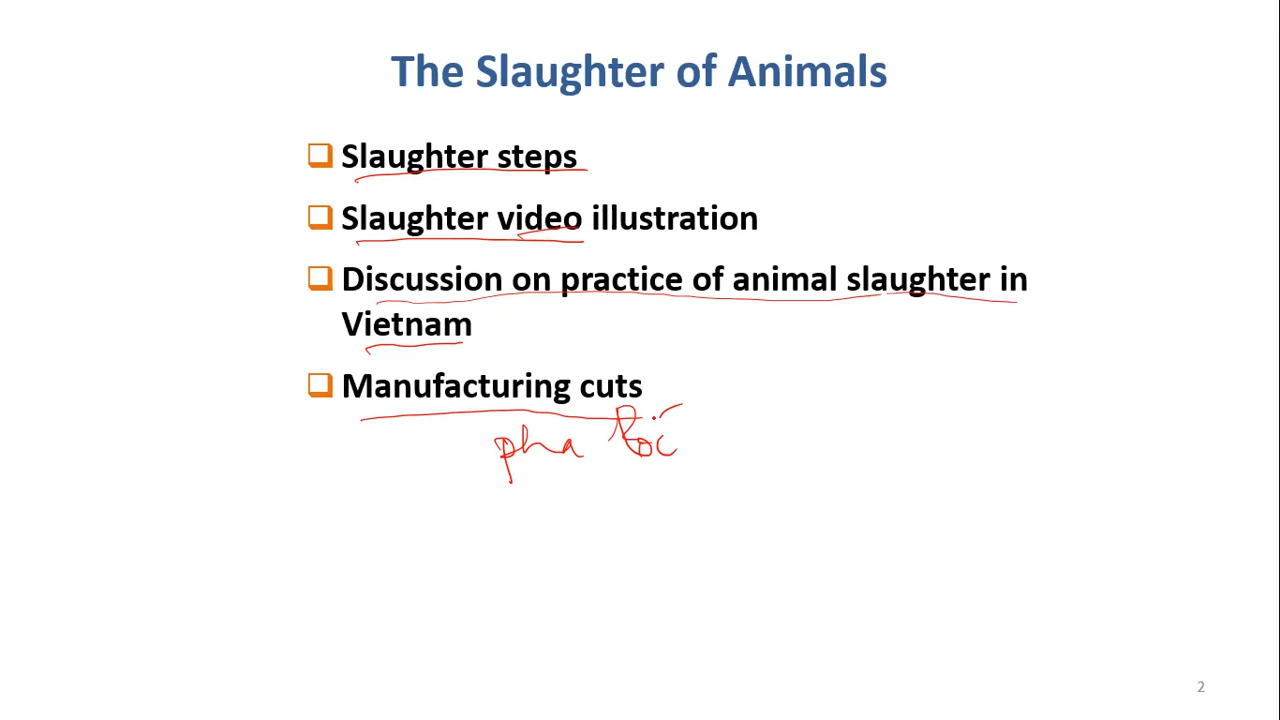 The Slaughter of Animals
Slaughter steps
Slaughter video illustration
Discussion on practice of animal slaughter in
Vietnam
Manufacturing cuts
pha
2